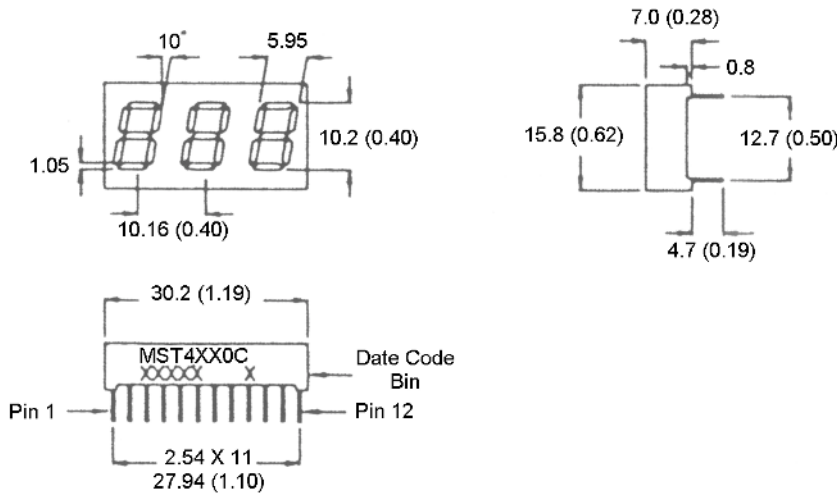 10°
5.95
10.2 (0.40)
1.05
10.16 (0.40)
7.0 (0.28)
0.8
15.8 (0.62)
12.7 (0.50)
4.7 (0.19)
30.2 (1.19)
MST4XX0C
XXXXX X
Date Code
Bin
Pin 1
Pin 12
2.54 X 11
27.94 (1.10)